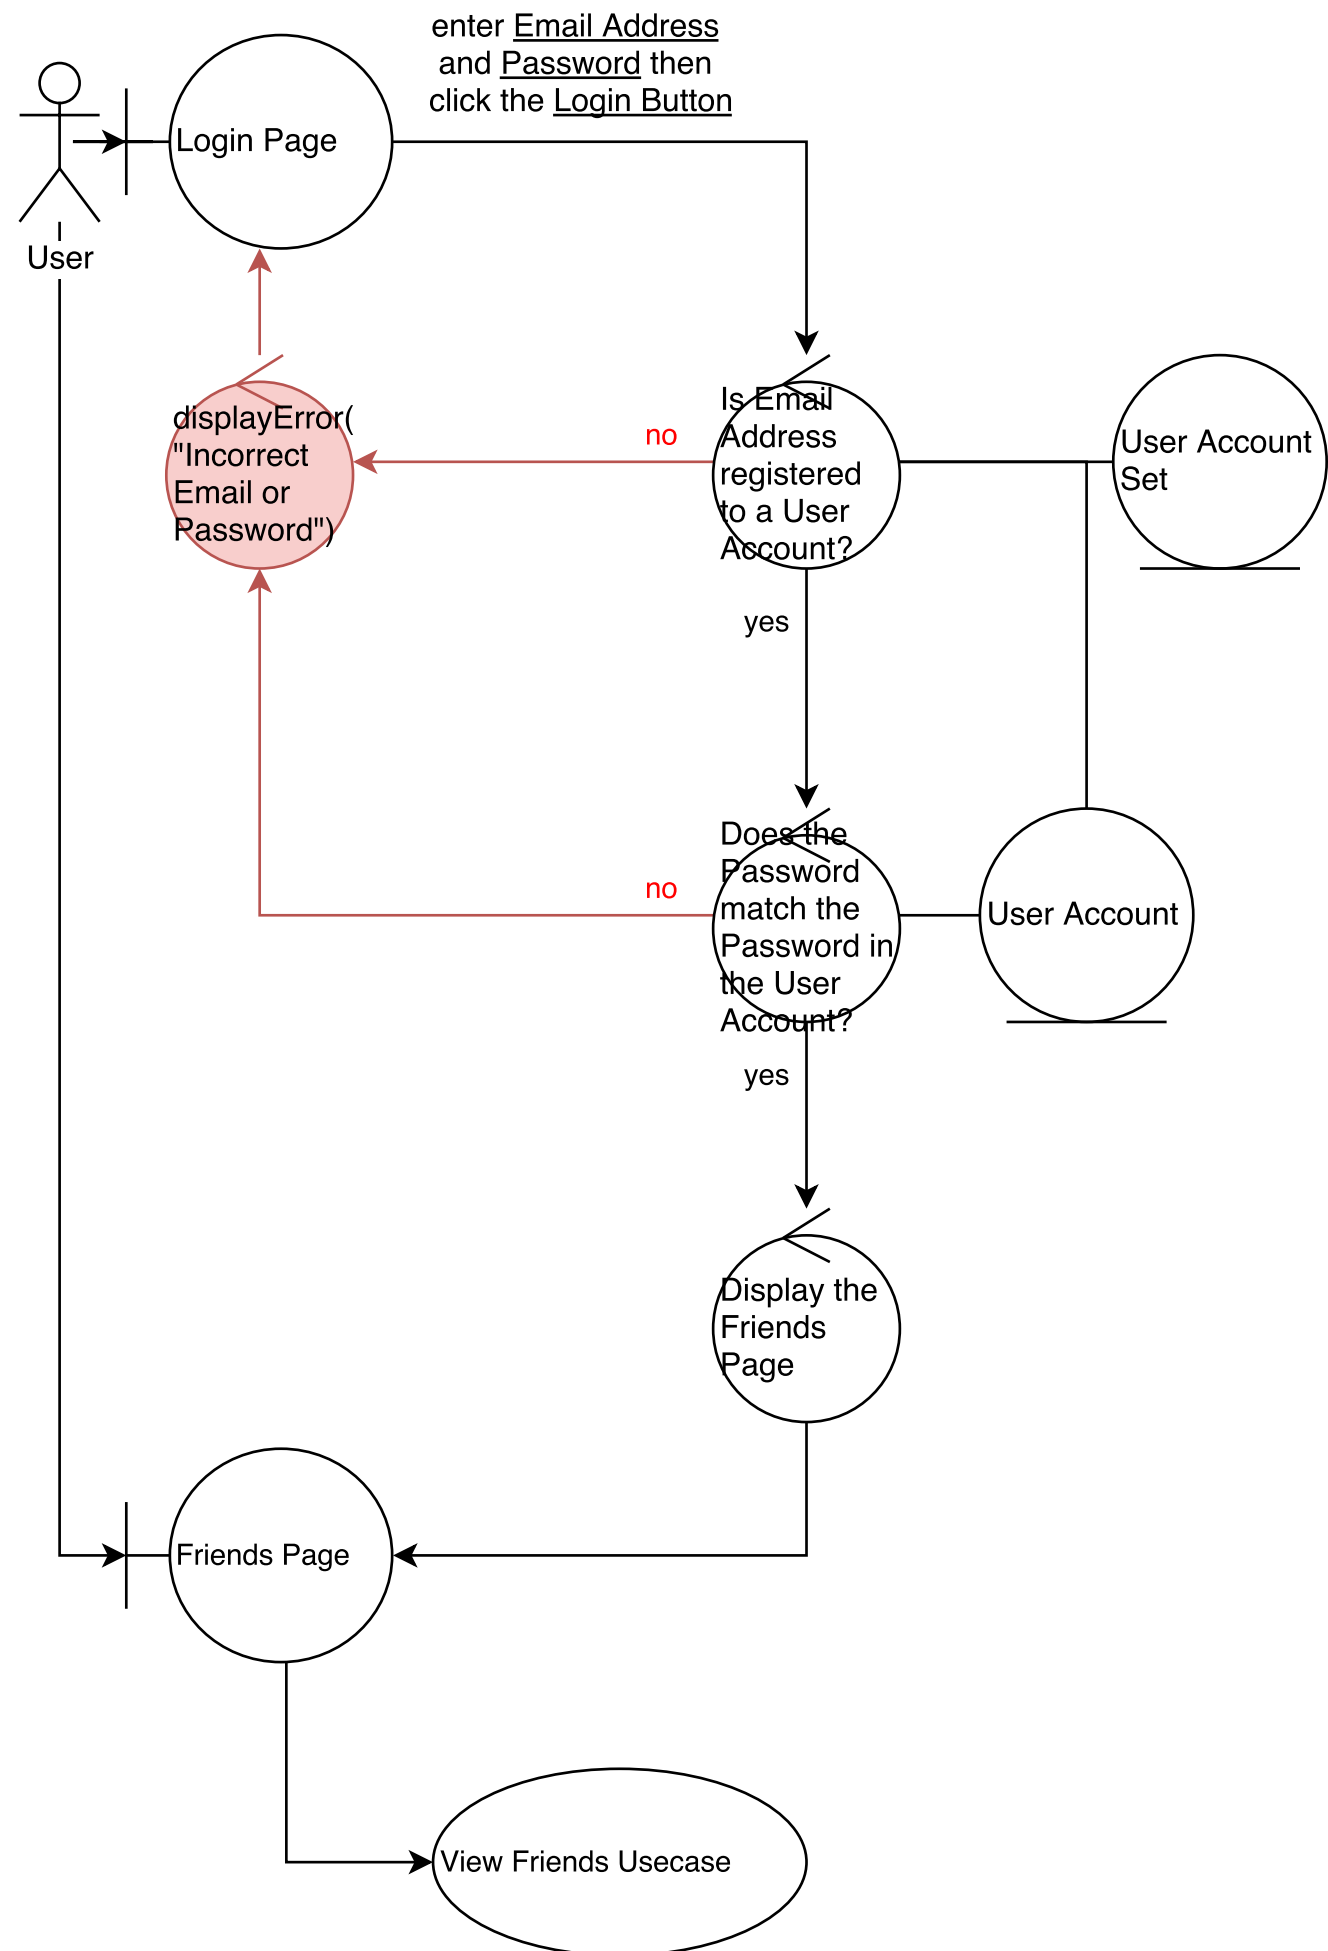 enter Email Address
and Password then
click the Login Button
Login Page
User
displayError(
"Incorrect
Email or
Password")
no
Is Email
Address
registered
to a User
Account?
User Account
Set
yes
no
Does the
Password
match the
Password in
the User
Account?
User Account
yes
Display the
Friends
Page
Friends Page
View Friends Usecase